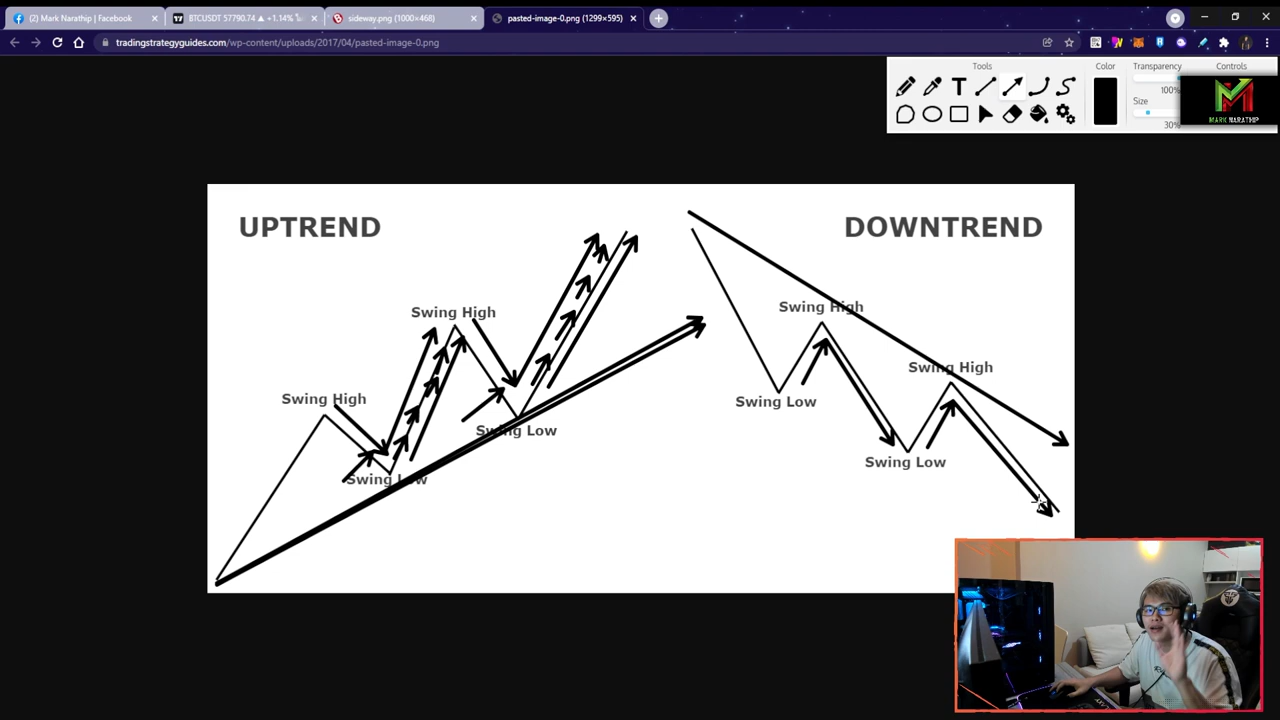 (2) Mark Narathip | Facebook
BTCUSDT 57790.74 ▲ +1.14%
sideway.png (1000×468)
pasted-image-0.png (1299×595)
tradingstrategyguides.com/wp-content/uploads/2017/04/pasted-image-0.png
Tools
Color
Transparency
Controls
100%
Size
30%
MARK NARATHIP
UPTREND
DOWNTREND
Swing High
Swing High
Swing High
Swing High
Swing Low
Swing Low
Swing Low
Swing Low